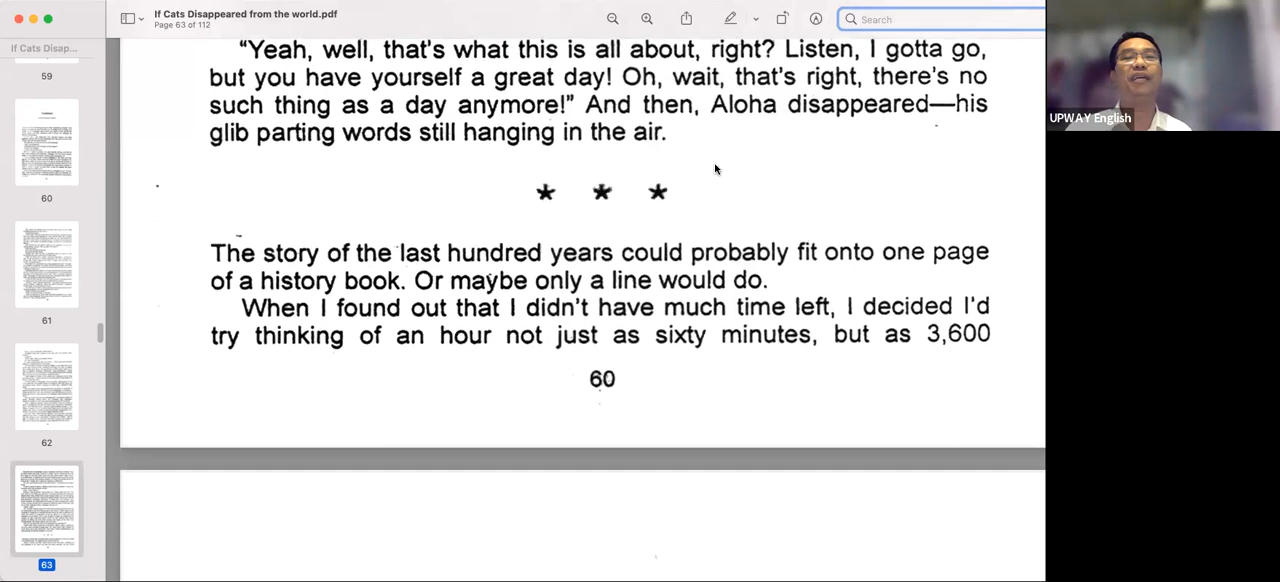 If Cats Disappeared from the world.pdf
Page 63 of 112
Search
If Cats Disap...
59
60
61
62
63
"Yeah, well, that's what this is all about, right? Listen, I gotta go,
but you have yourself a great day! Oh, wait, that's right, there's no
such thing as a day anymore!" And then, Aloha disappeared—his
glib parting words still hanging in the air.
★ ★ ★
The story of the last hundred years could probably fit onto one page
of a history book. Or maybe only a line would do.
When I found out that I didn't have much time left, I decided I'd
try thinking of an hour not just as sixty minutes, but as 3,600
60
UPWAY English